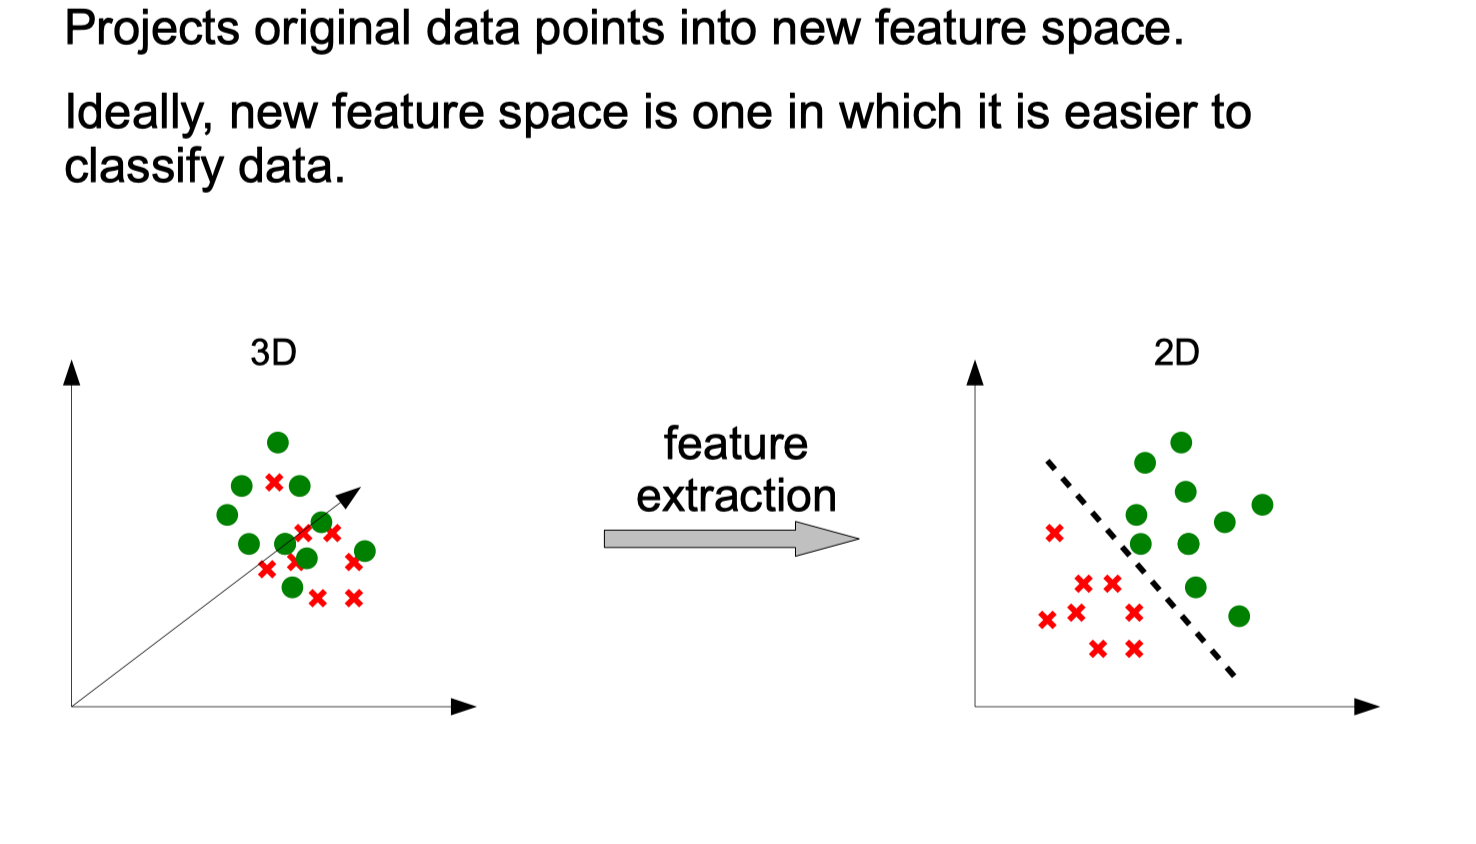 Projects original data points into new feature space.
Ideally, new feature space is one in which it is easier to
classify data.
3D
2D
feature
extraction